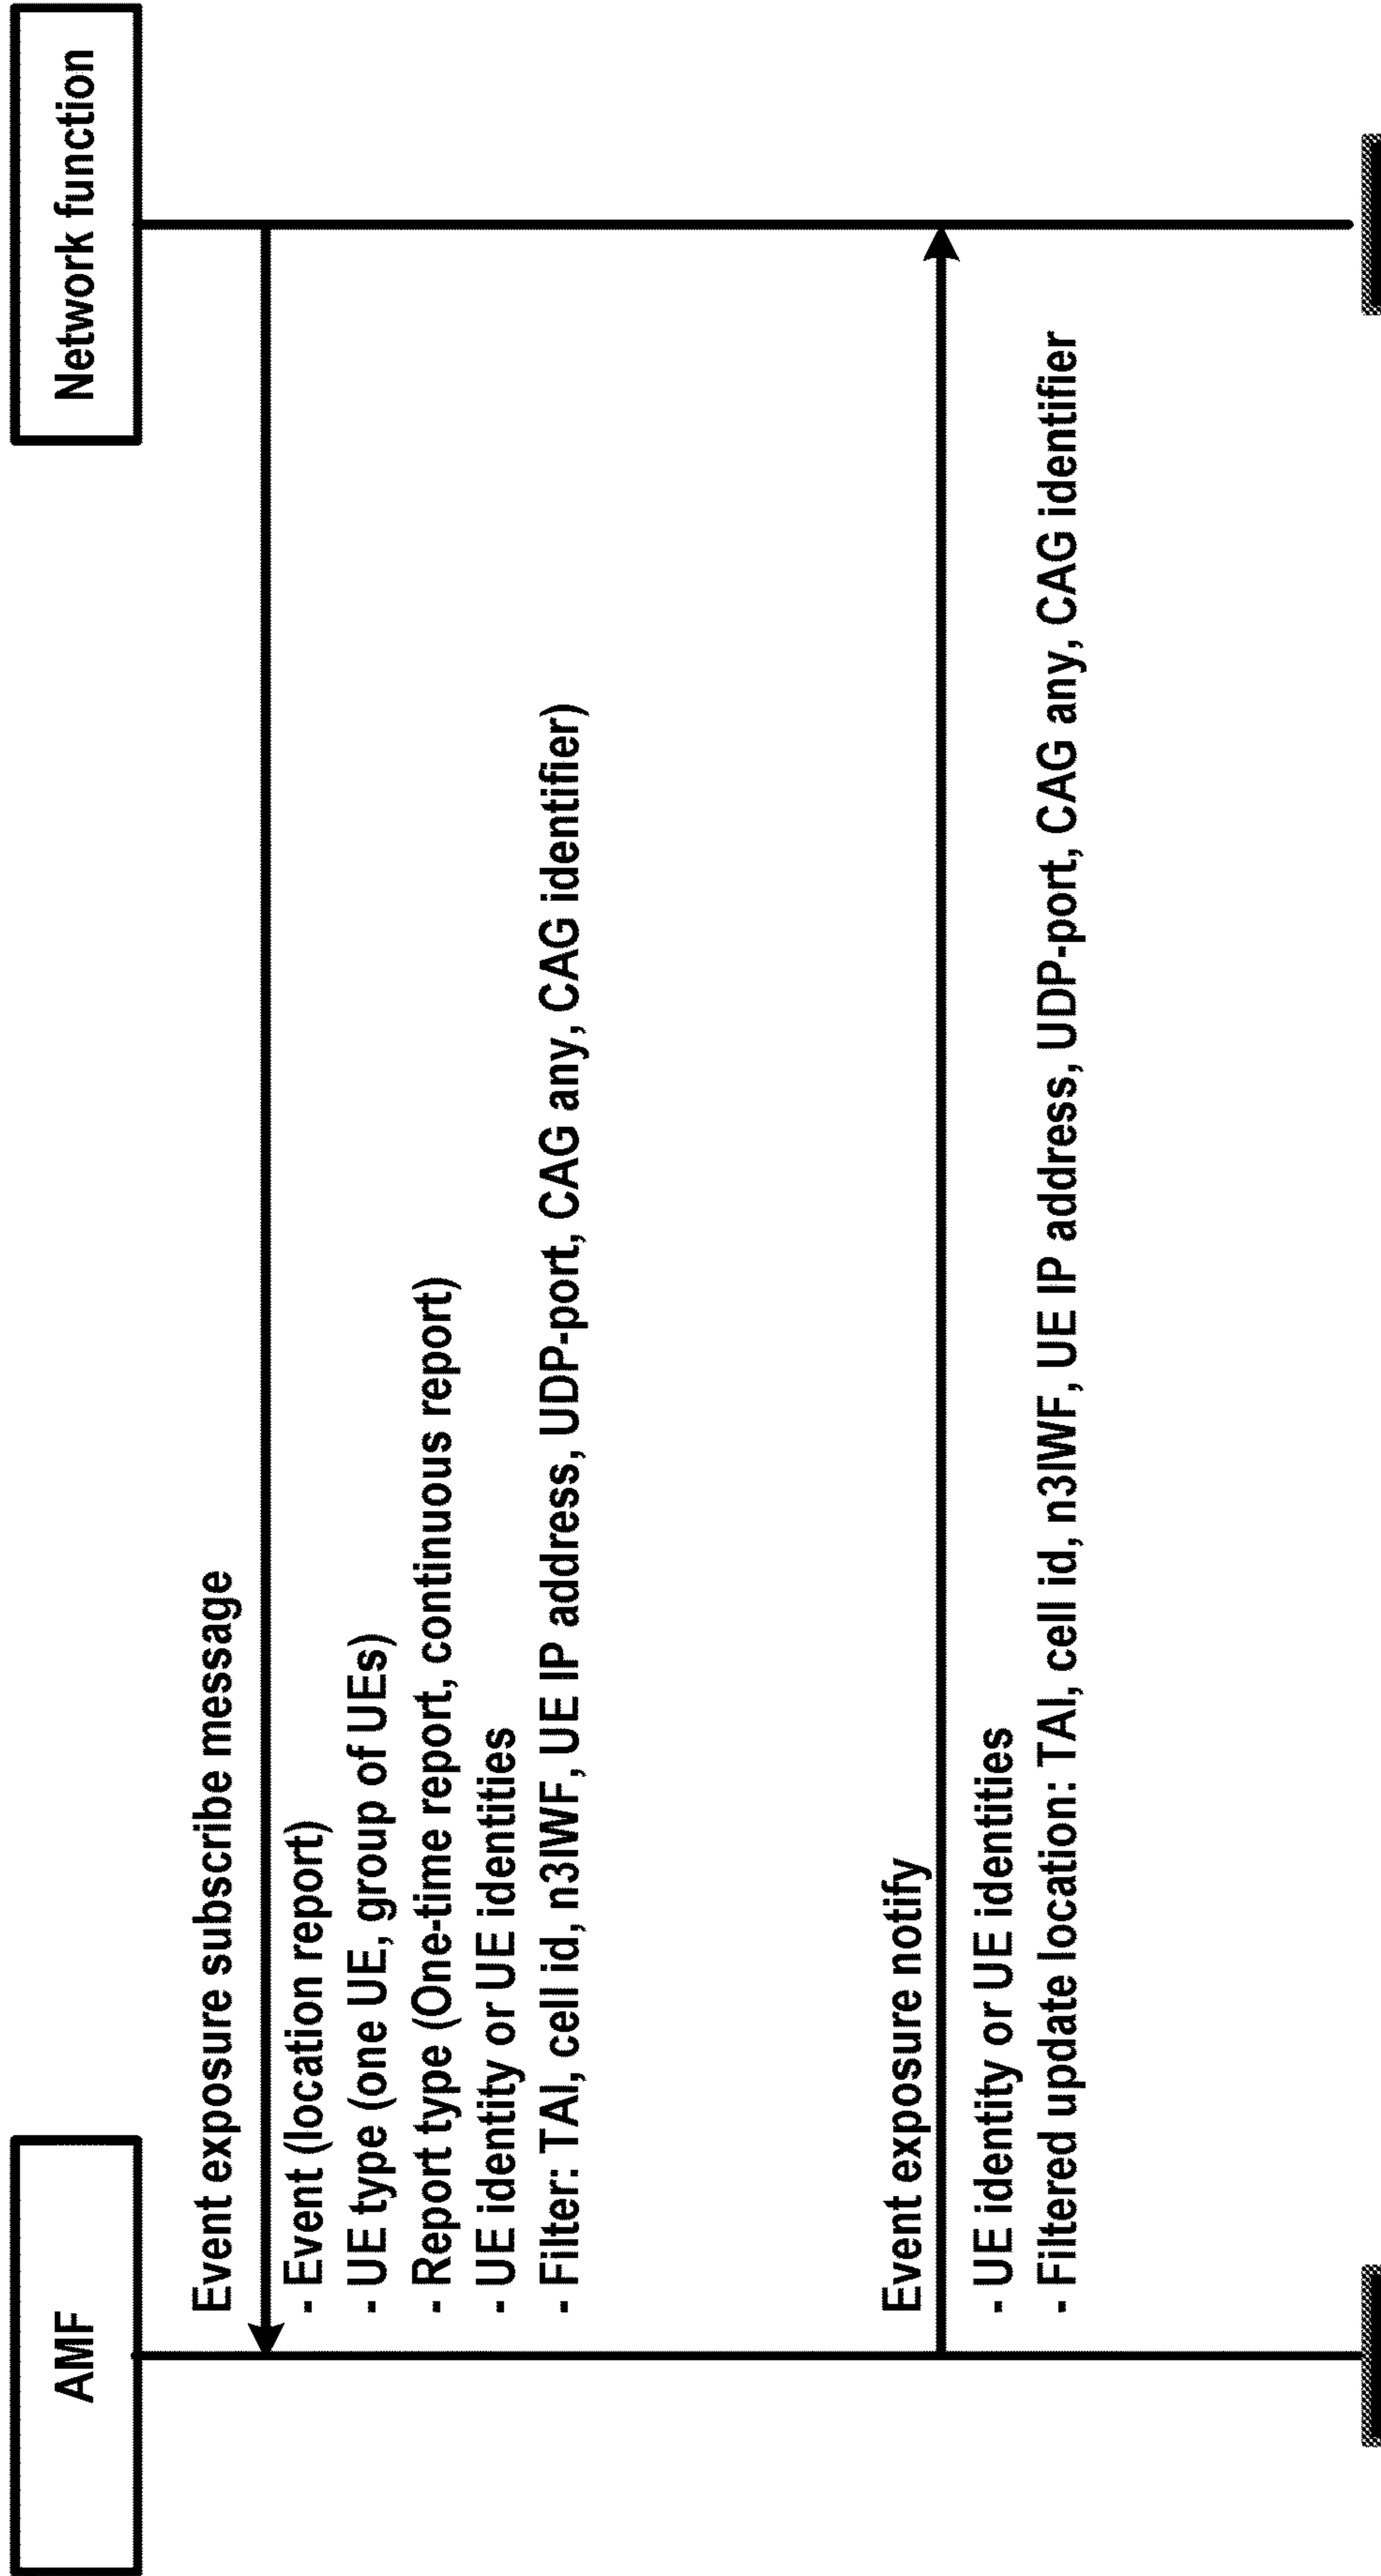 AMF
Network function
Event exposure subscribe message
- Event (location report)
- UE type (one UE, group of UEs)
- Report type (One-time report, continuous report)
- UE identity or UE identities
- Filter: TAI, cell id, n3IWF, UE IP address, UDP-port, CAG any, CAG identifier)
Event exposure notify
- UE identity or UE identities
- Filtered update location: TAI, cell id, n3IWF, UE IP address, UDP-port, CAG any, CAG identifier